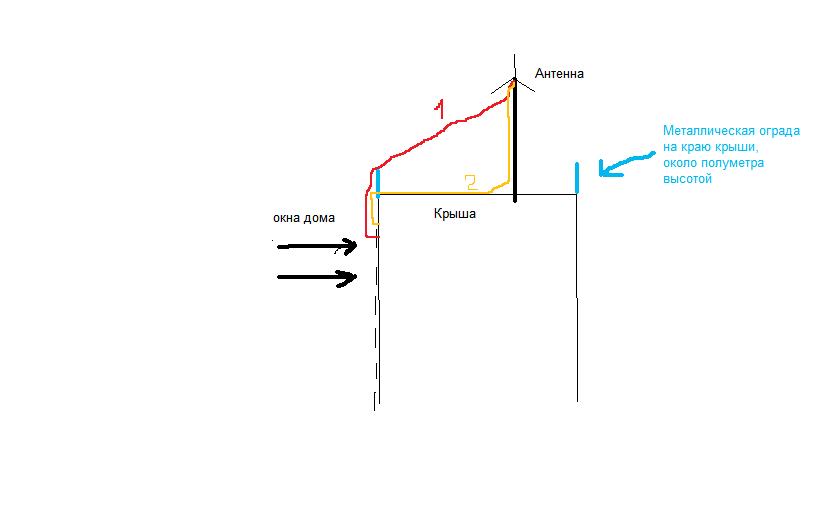 Антенна
1
Металлическая ограда
на краю крыши,
около полуметра
высотой
2
окна дома
Крыша